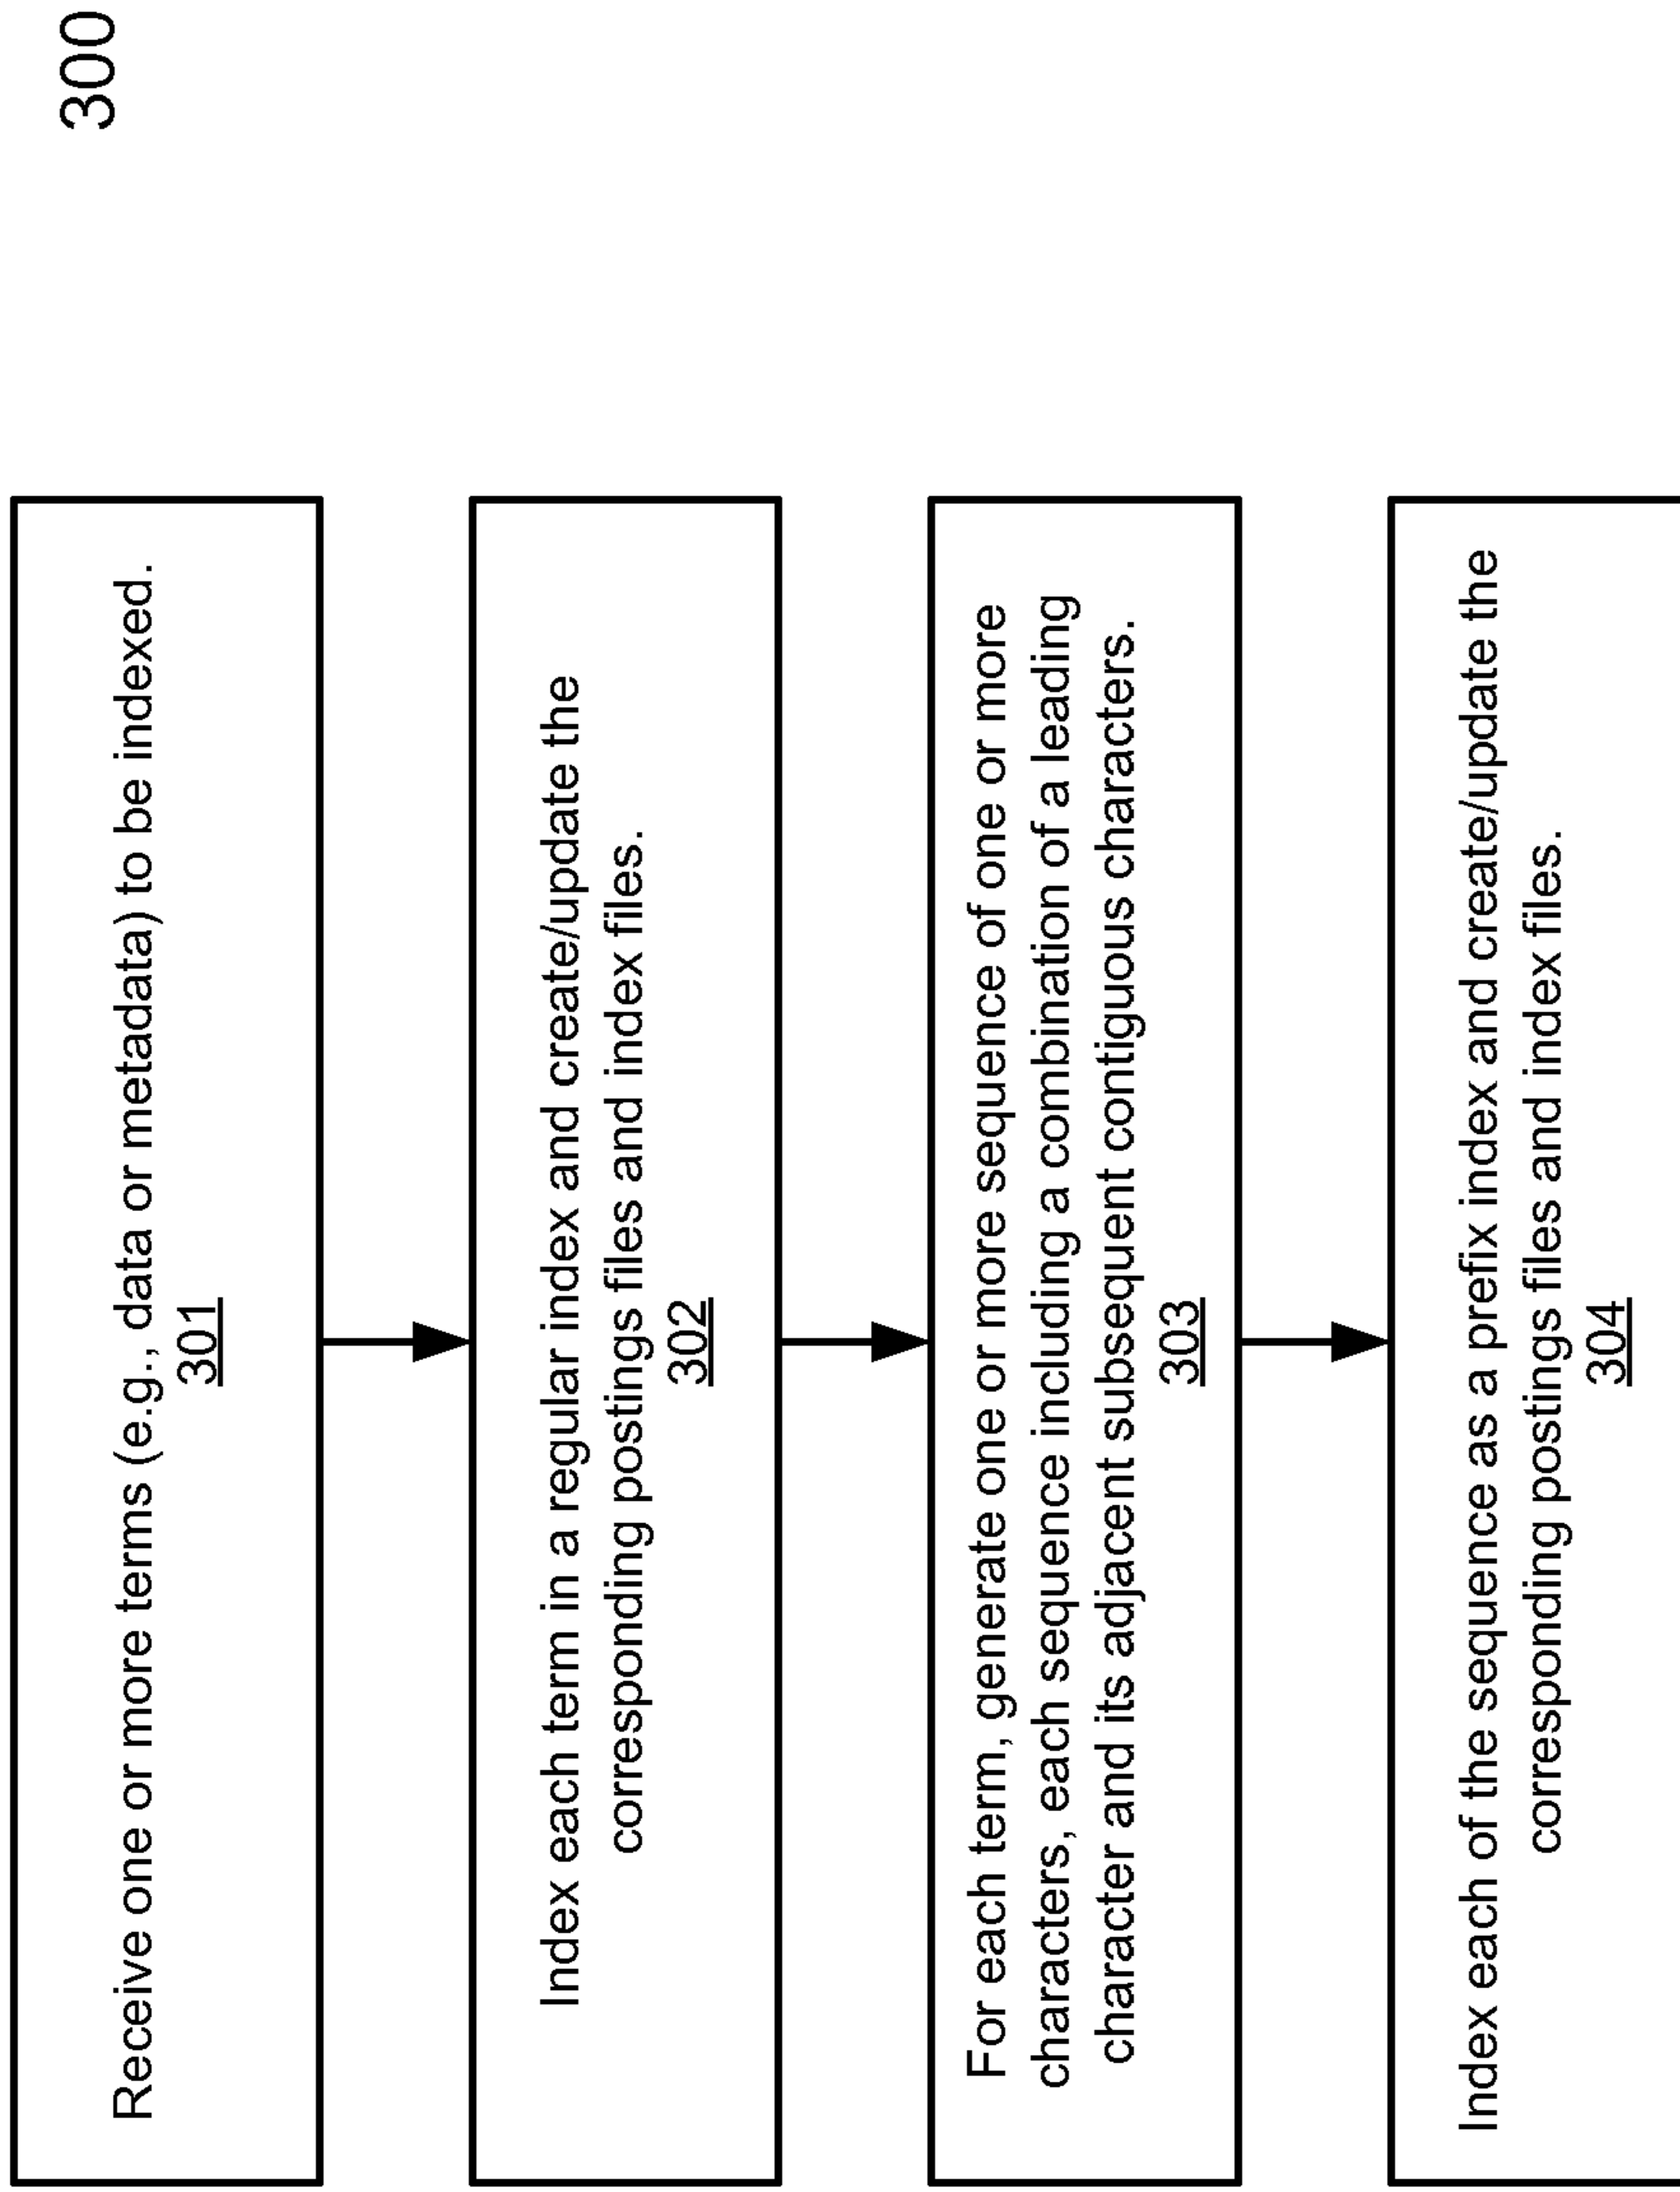 300
Receive one or more terms (e.g., data or metadata) to be indexed.
301
Index each term in a regular index and create/update the
corresponding postings files and index files.
302
For each term, generate one or more sequence of one or more
characters, each sequence including a combination of a leading
character and its adjacent subsequent contiguous characters.
303
Index each of the sequence as a prefix index and create/update the
corresponding postings files and index files.
304